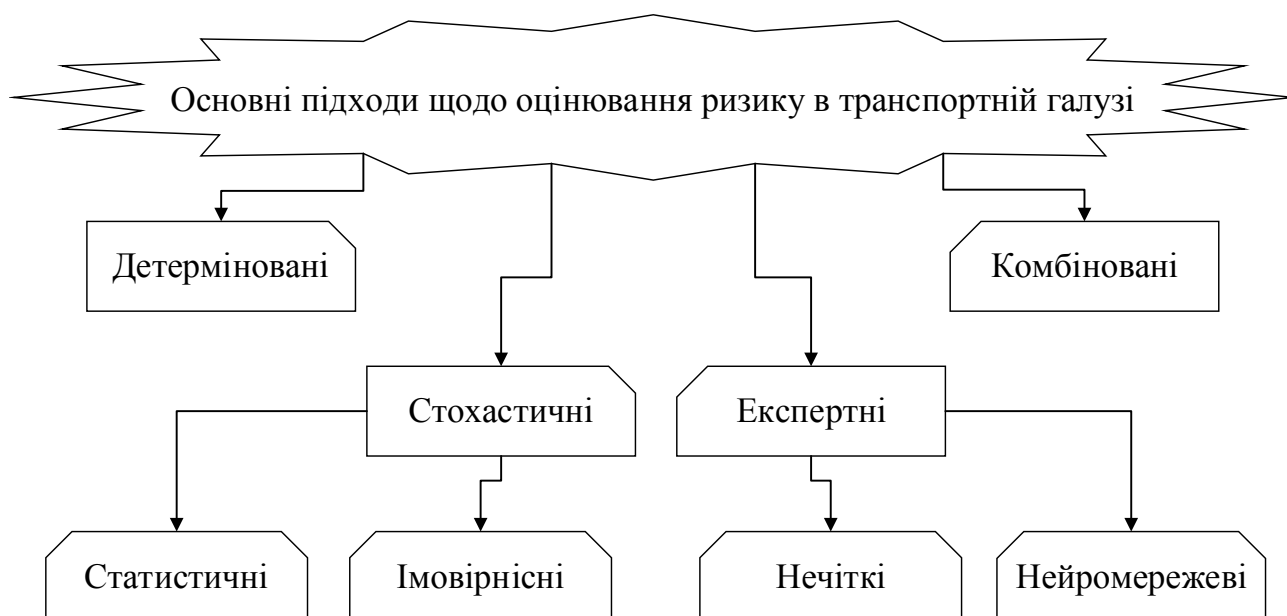 Основні підходи щодо оцінювання ризику в транспортній галузі
Детерміновані
Комбіновані
Стохастичні
Експертні
Статистичні
Імовірнісні
Нечіткі
Нейромережеві